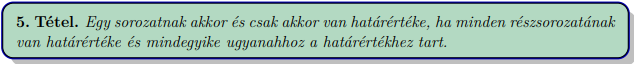 5. Tétel. Egy sorozatnak akkor és csak akkor van határértéke, ha minden részsorozatának
van határértéke és mindegyike ugyanahhoz a határértékhez tart.